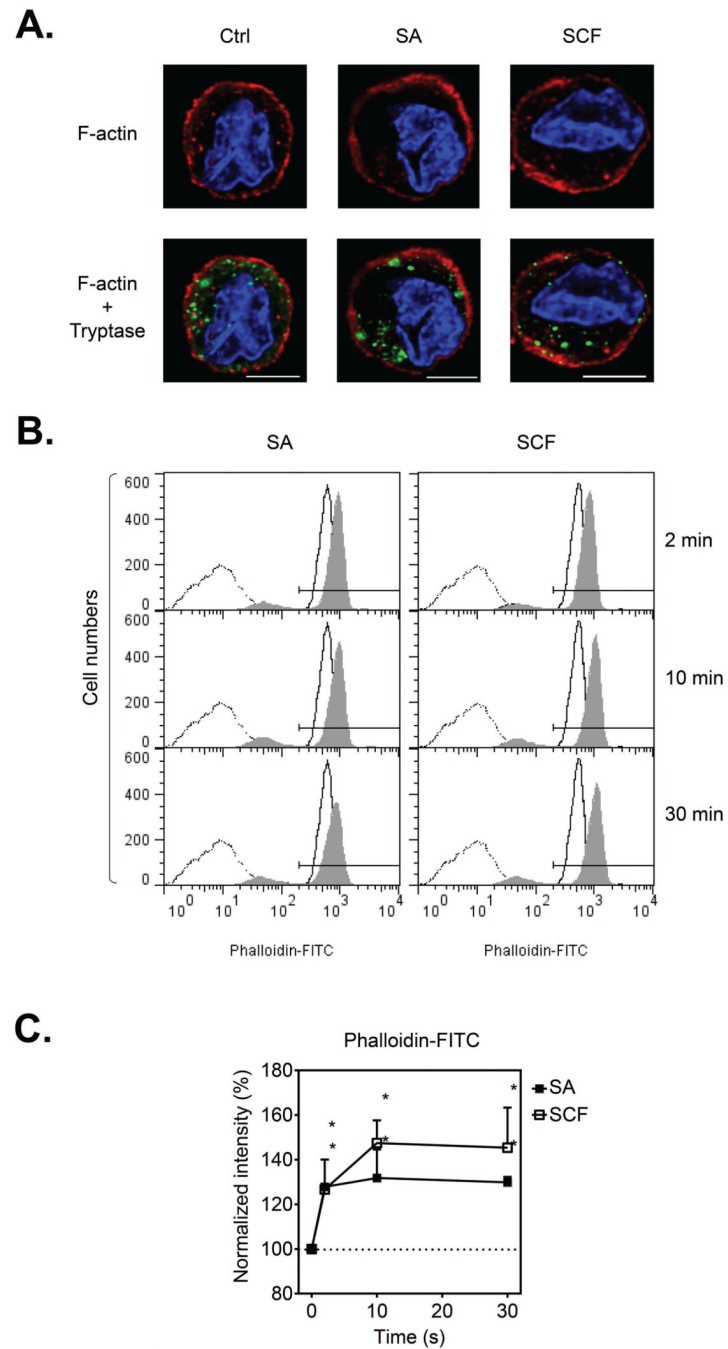 A.
Ctrl SA SCF
F-actin
F-actin
+
Tryptase
B.
SA SCF
Cell numbers
600
400
200
0
2 min
600
400
200
0
10 min
600
400
200
0
30 min
10^0 10^1 10^2 10^3 10^4 10^0 10^1 10^2 10^3 10^4
Phalloidin-FITC Phalloidin-FITC
C.
Phalloidin-FITC
Normalized intensity (%)
180
160
140
120
100
80
* * * * * *
SA
SCF
0 10 30
Time (s)